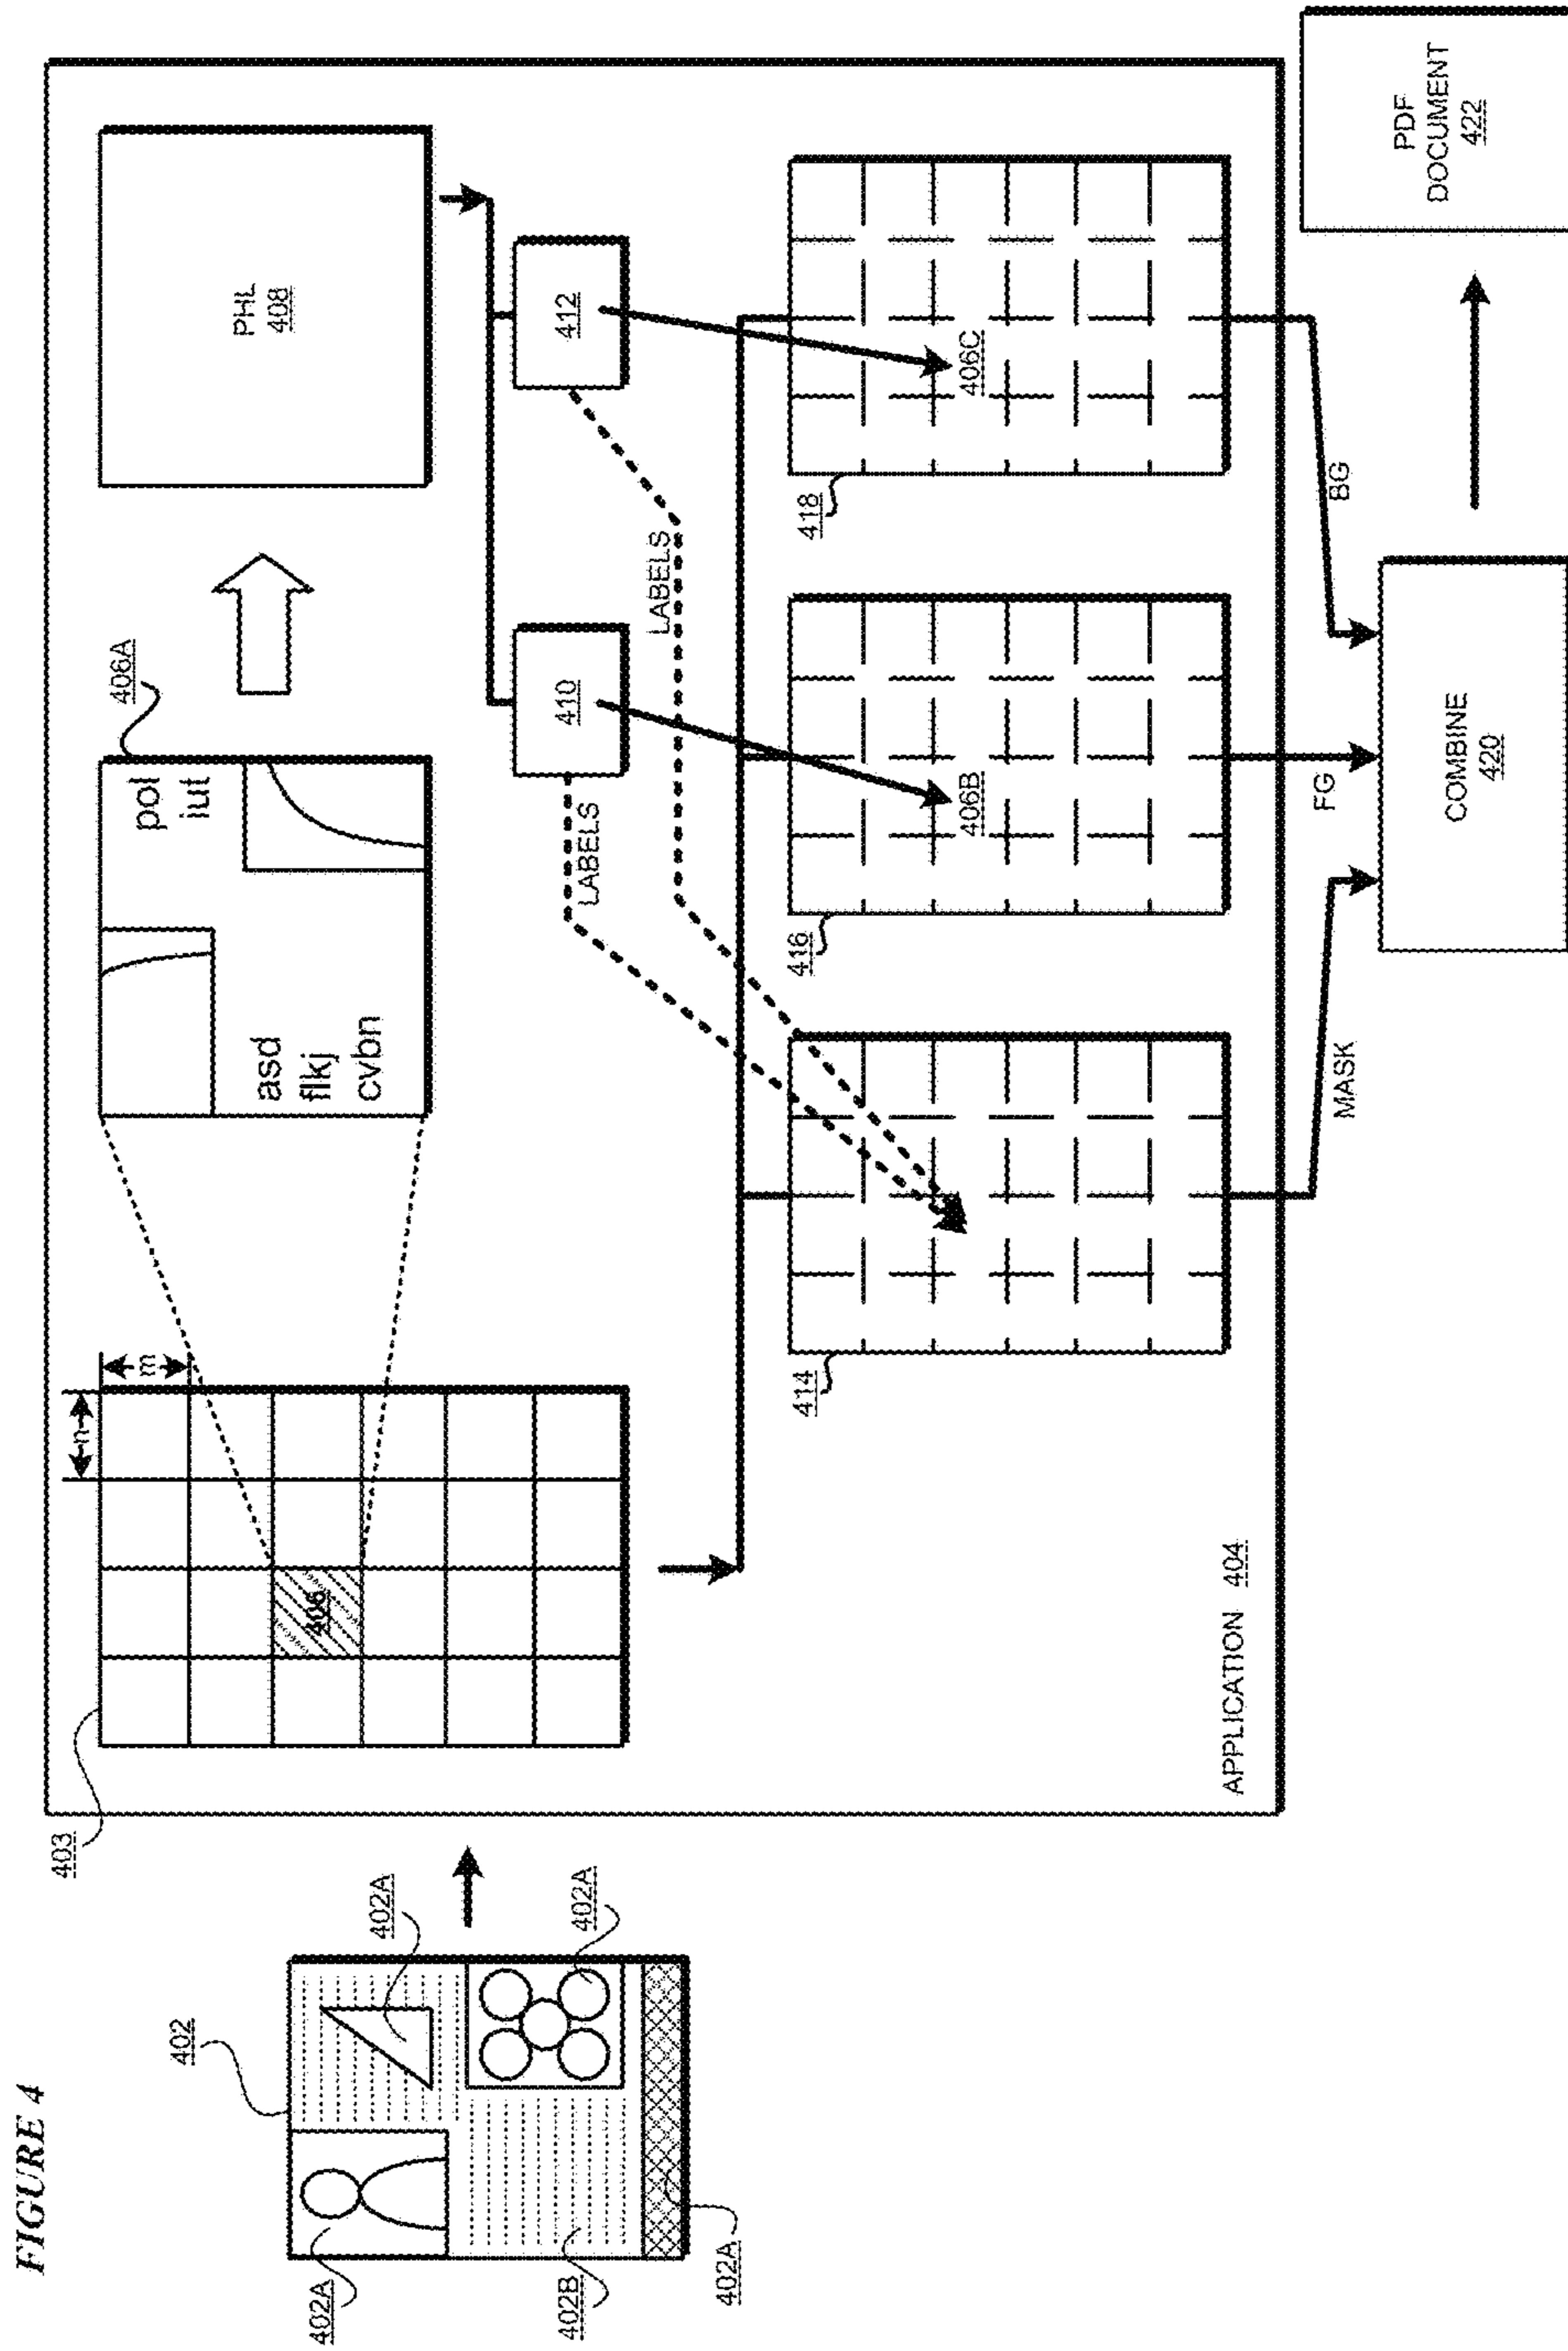 FIGURE 4
402
402A
402A
402A
402B
402A
403
n
m
406
406A
asd
flkj
cvbn
pol
iut
PHL
408
410
412
LABELS
LABELS
414
416
418
406B
406C
APPLICATION 404
MASK
FG
BG
COMBINE
420
PDF
DOCUMENT
422